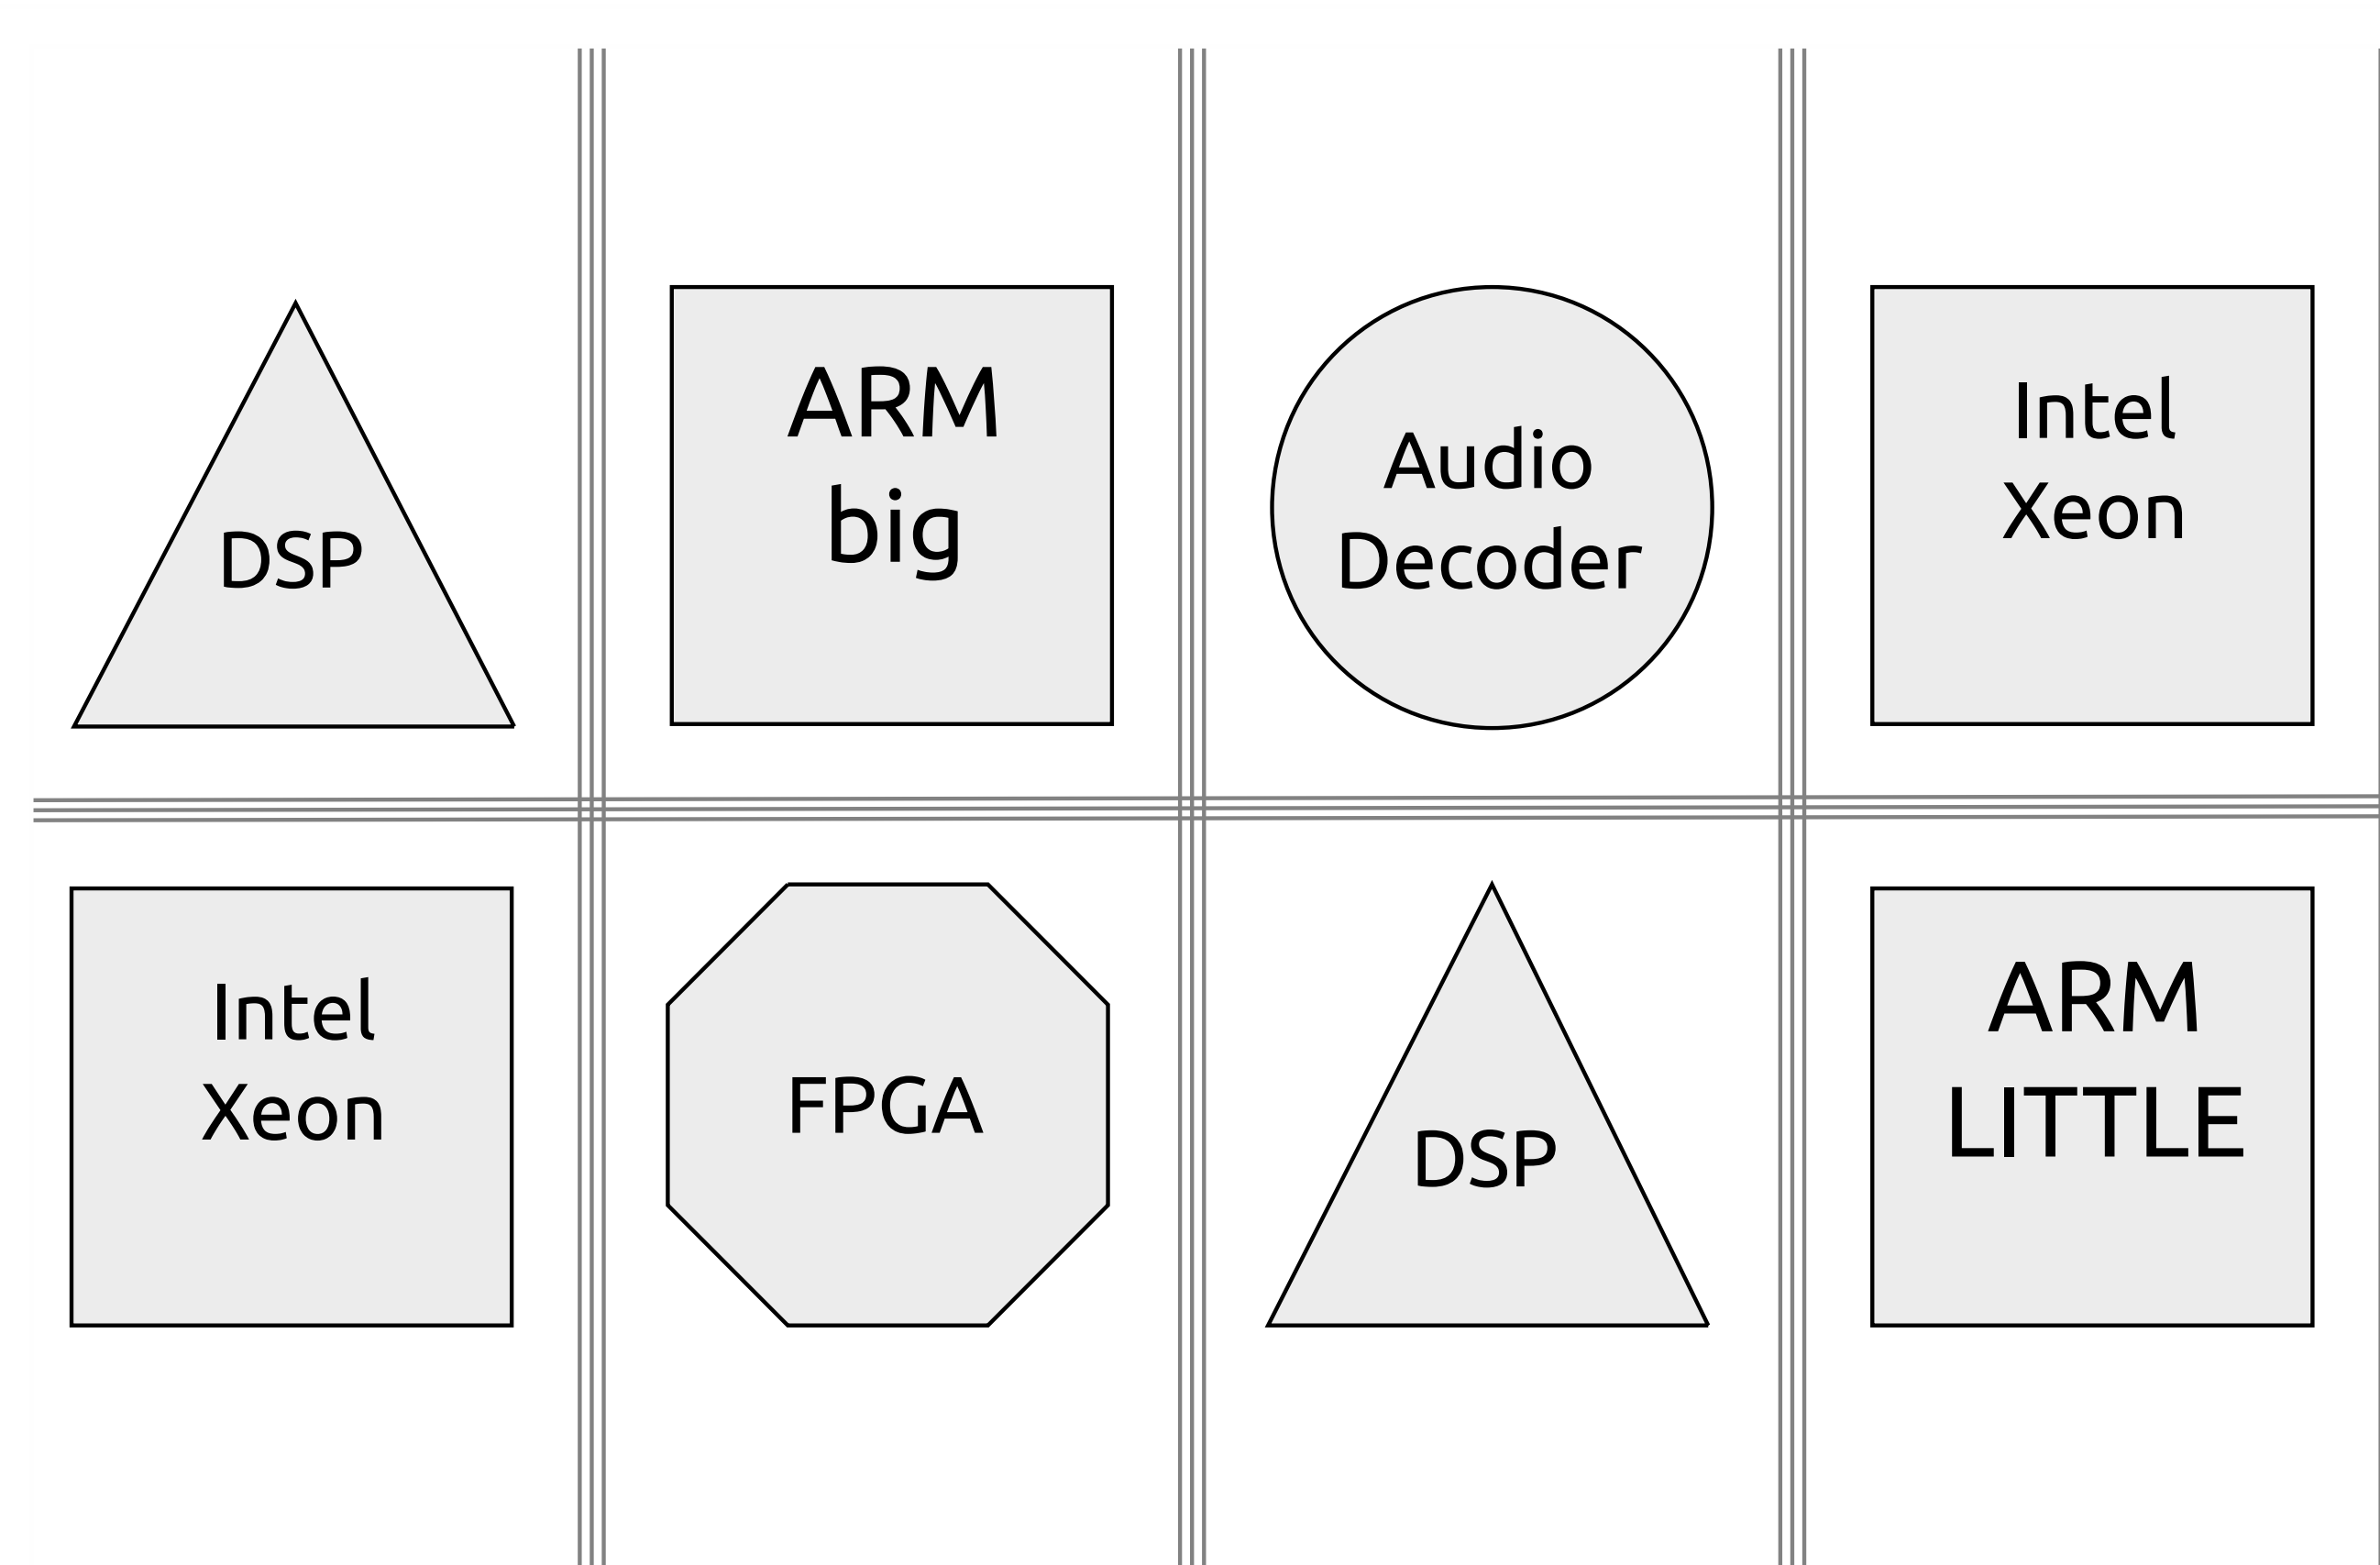 DSP
ARM
big
Audio
Decoder
Intel
Xeon
Intel
Xeon
FPGA
DSP
ARM
LITTLE